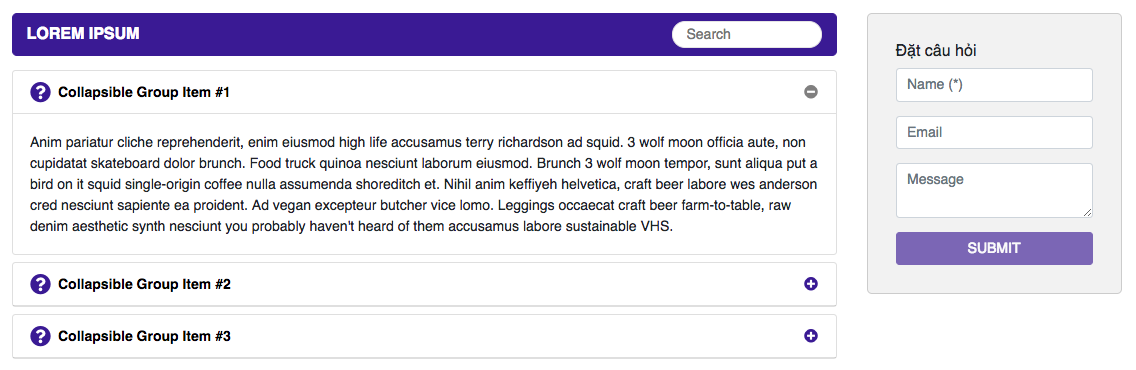 LOREM IPSUM
Search
Collapsible Group Item #1
Anim pariatur cliche reprehenderit, enim eiusmod high life accusamus terry richardson ad squid. 3 wolf moon officia aute, non
cupidatat skateboard dolor brunch. Food truck quinoa nesciunt laborum eiusmod. Brunch 3 wolf moon tempor, sunt aliqua put a
bird on it squid single-origin coffee nulla assumenda shoreditch et. Nihil anim keffiyeh helvetica, craft beer labore wes anderson
cred nesciunt sapiente ea proident. Ad vegan excepteur butcher vice lomo. Leggings occaecat craft beer farm-to-table, raw
denim aesthetic synth nesciunt you probably haven't heard of them accusamus labore sustainable VHS.
Collapsible Group Item #2
Collapsible Group Item #3
Đặt câu hỏi
Name (*)
Email
Message
SUBMIT